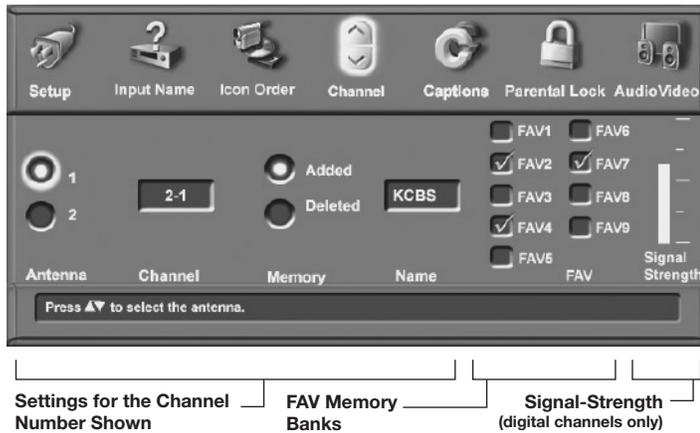 Setup Input Name Icon Order Channel Captions Parental Lock AudioVideo
FAV1 FAV6
1 Added FAV2 FAV7
2-1 KCBS FAV3 FAV8
2 Deleted FAV4 FAV9
FAV5
Antenna Channel Memory Name FAV Signal
Strength
Press ▲▼ to select the antenna.
Settings for the Channel
Number Shown
FAV Memory
Banks
Signal-Strength
(digital channels only)